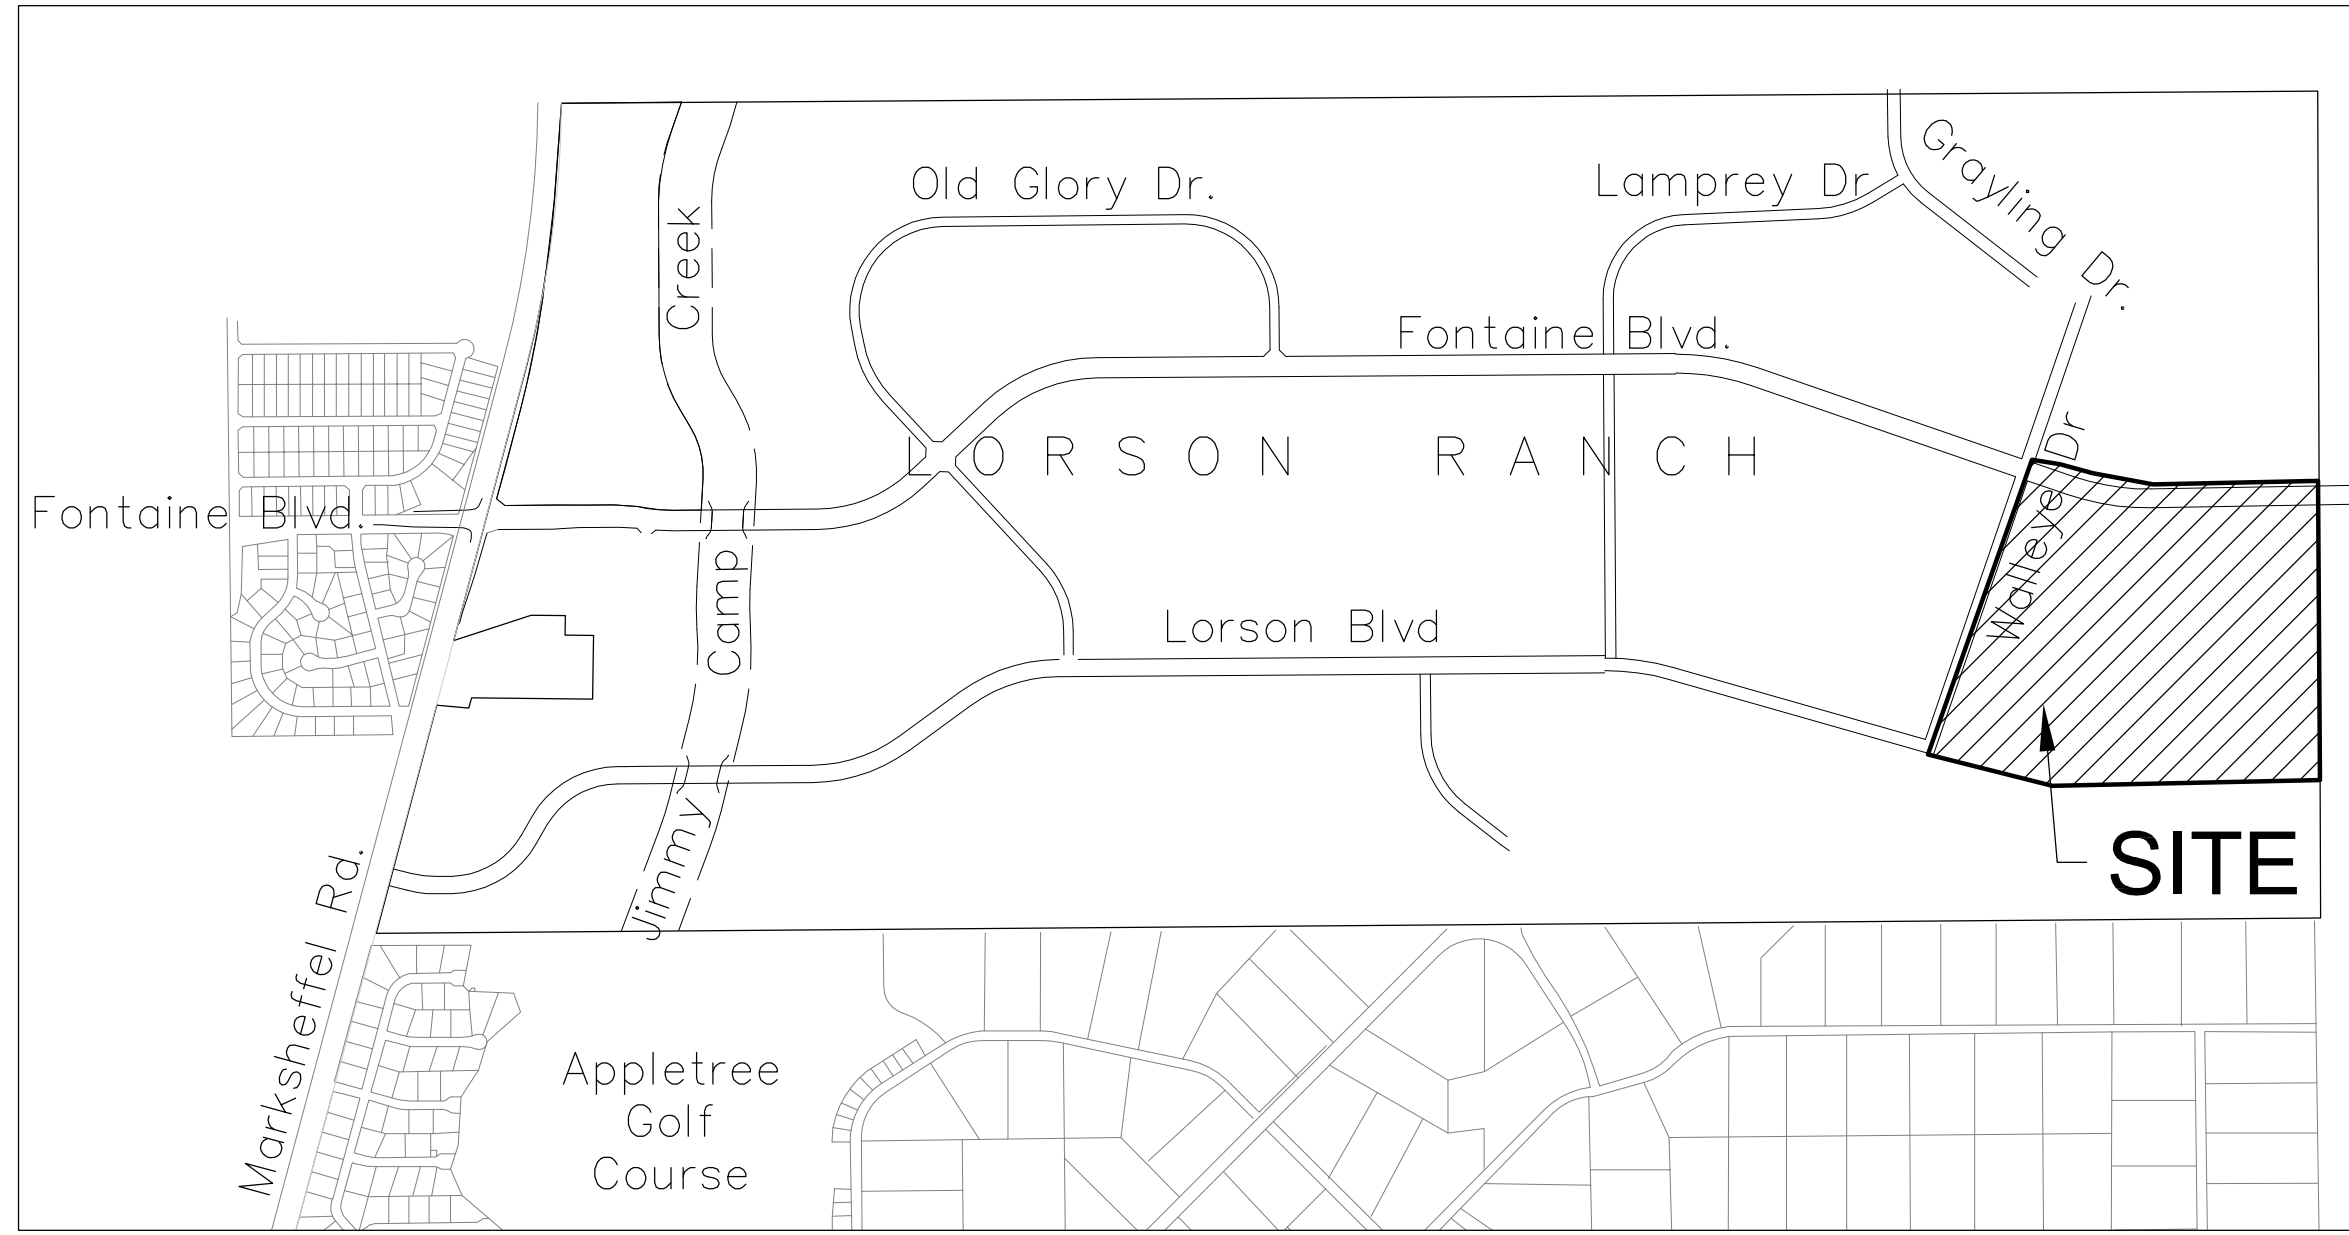 Old Glory Dr.
Lamprey Dr
Grayling Dr.
Creek
Fontaine Blvd.
LORSON RANCH
Walleye Dr
Fontaine Blvd.
Camp
Lorson Blvd
Jimmy
SITE
Marksheffel Rd.
Appletree
Golf
Course